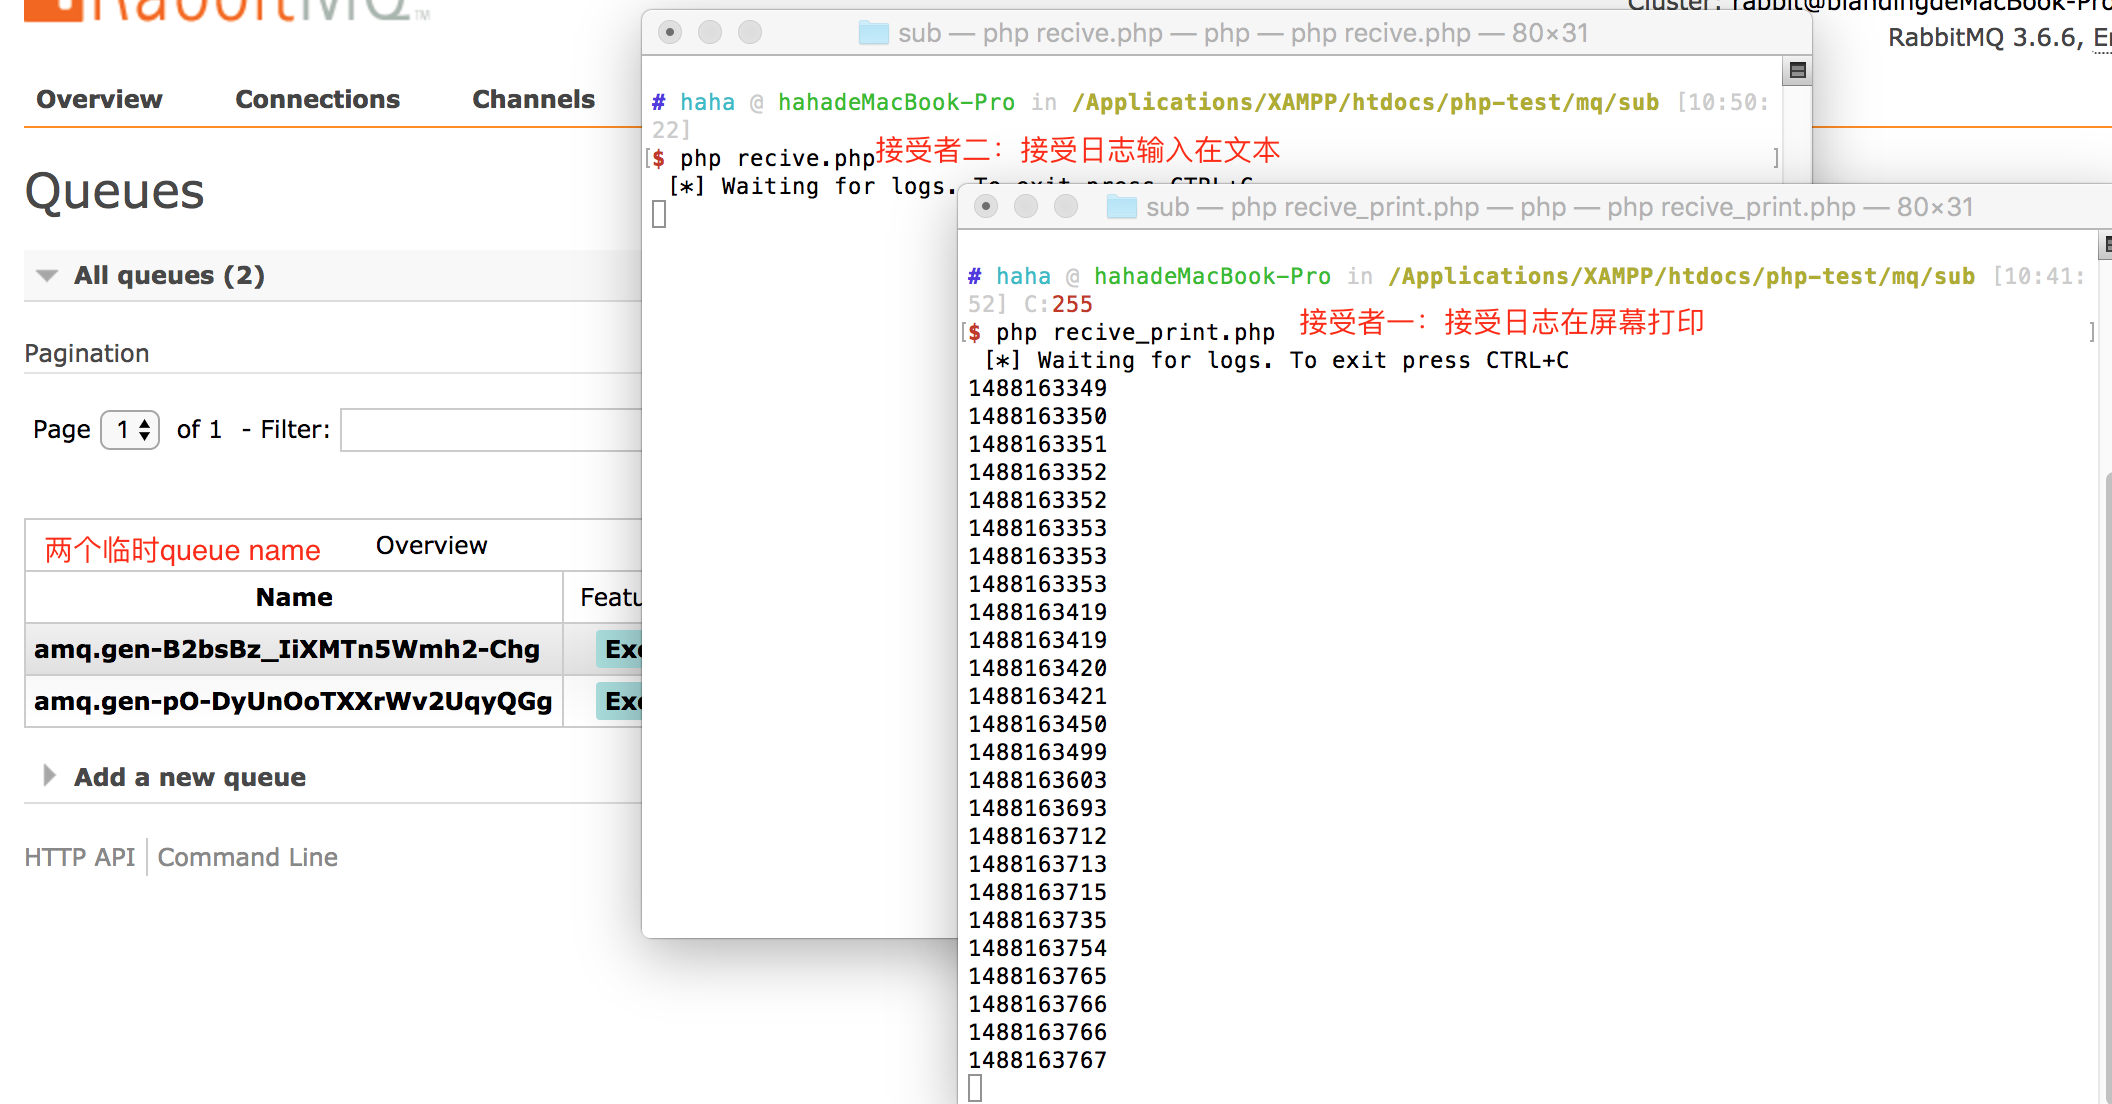 RabbitMQ™
Cluster: rabbit@biandingdeMacBook-Pro
RabbitMQ 3.6.6,
Overview Connections Channels
Queues
All queues (2)
Pagination
Page 1 of 1 - Filter:
两个临时queue name Overview
Name
amq.gen-B2bsBz_IiXMTn5Wmh2-Chg
amq.gen-pO-DyUnOoTXXrWv2UqyQGg
Add a new queue
HTTP API Command Line
sub — php recive.php — php — php recive.php — 80×31
# haha @ hahadeMacBook-Pro in /Applications/XAMPP/htdocs/php-test/mq/sub [10:50:
22]
[$ php recive.php ]
接受者二：接受日志输入在文本
[*] Waiting for logs. To exit press CTRL+C
sub — php recive_print.php — php — php recive_print.php — 80×31
# haha @ hahadeMacBook-Pro in /Applications/XAMPP/htdocs/php-test/mq/sub [10:41:
52] C:255
[$ php recive_print.php ]
接受者一：接受日志在屏幕打印
[*] Waiting for logs. To exit press CTRL+C
1488163349
1488163350
1488163351
1488163352
1488163352
1488163353
1488163353
1488163353
1488163419
1488163419
1488163420
1488163421
1488163450
1488163499
1488163603
1488163693
1488163712
1488163713
1488163715
1488163735
1488163754
1488163765
1488163766
1488163766
1488163767